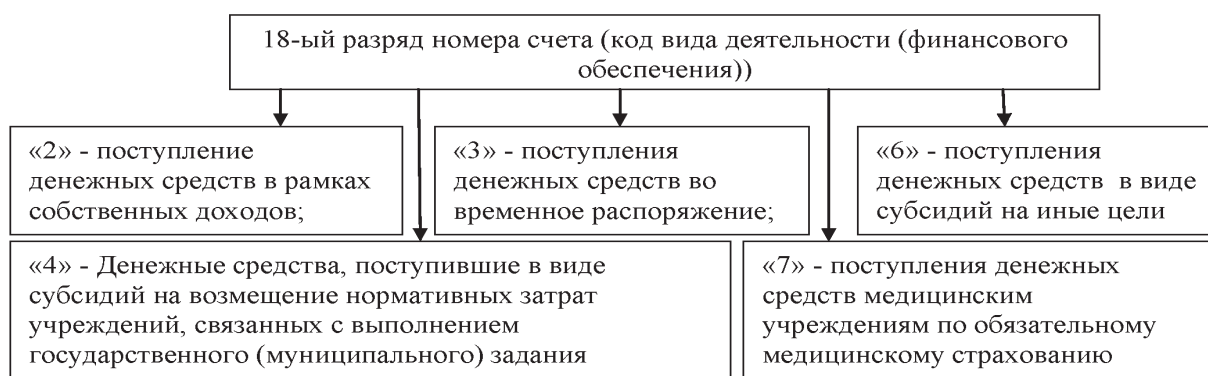 18-ый разряд номера счета (код вида деятельности (финансового
обеспечения))
«2» - поступление
денежных средств в рамках
собственных доходов;
«3» - поступления
денежных средств во
временное распоряжение;
«6» - поступления
денежных средств в виде
субсидий на иные цели
«4» - Денежные средства, поступившие в виде
субсидий на возмещение нормативных затрат
учреждений, связанных с выполнением
государственного (муниципального) задания
«7» - поступления денежных
средств медицинским
учреждениям по обязательному
медицинскому страхованию